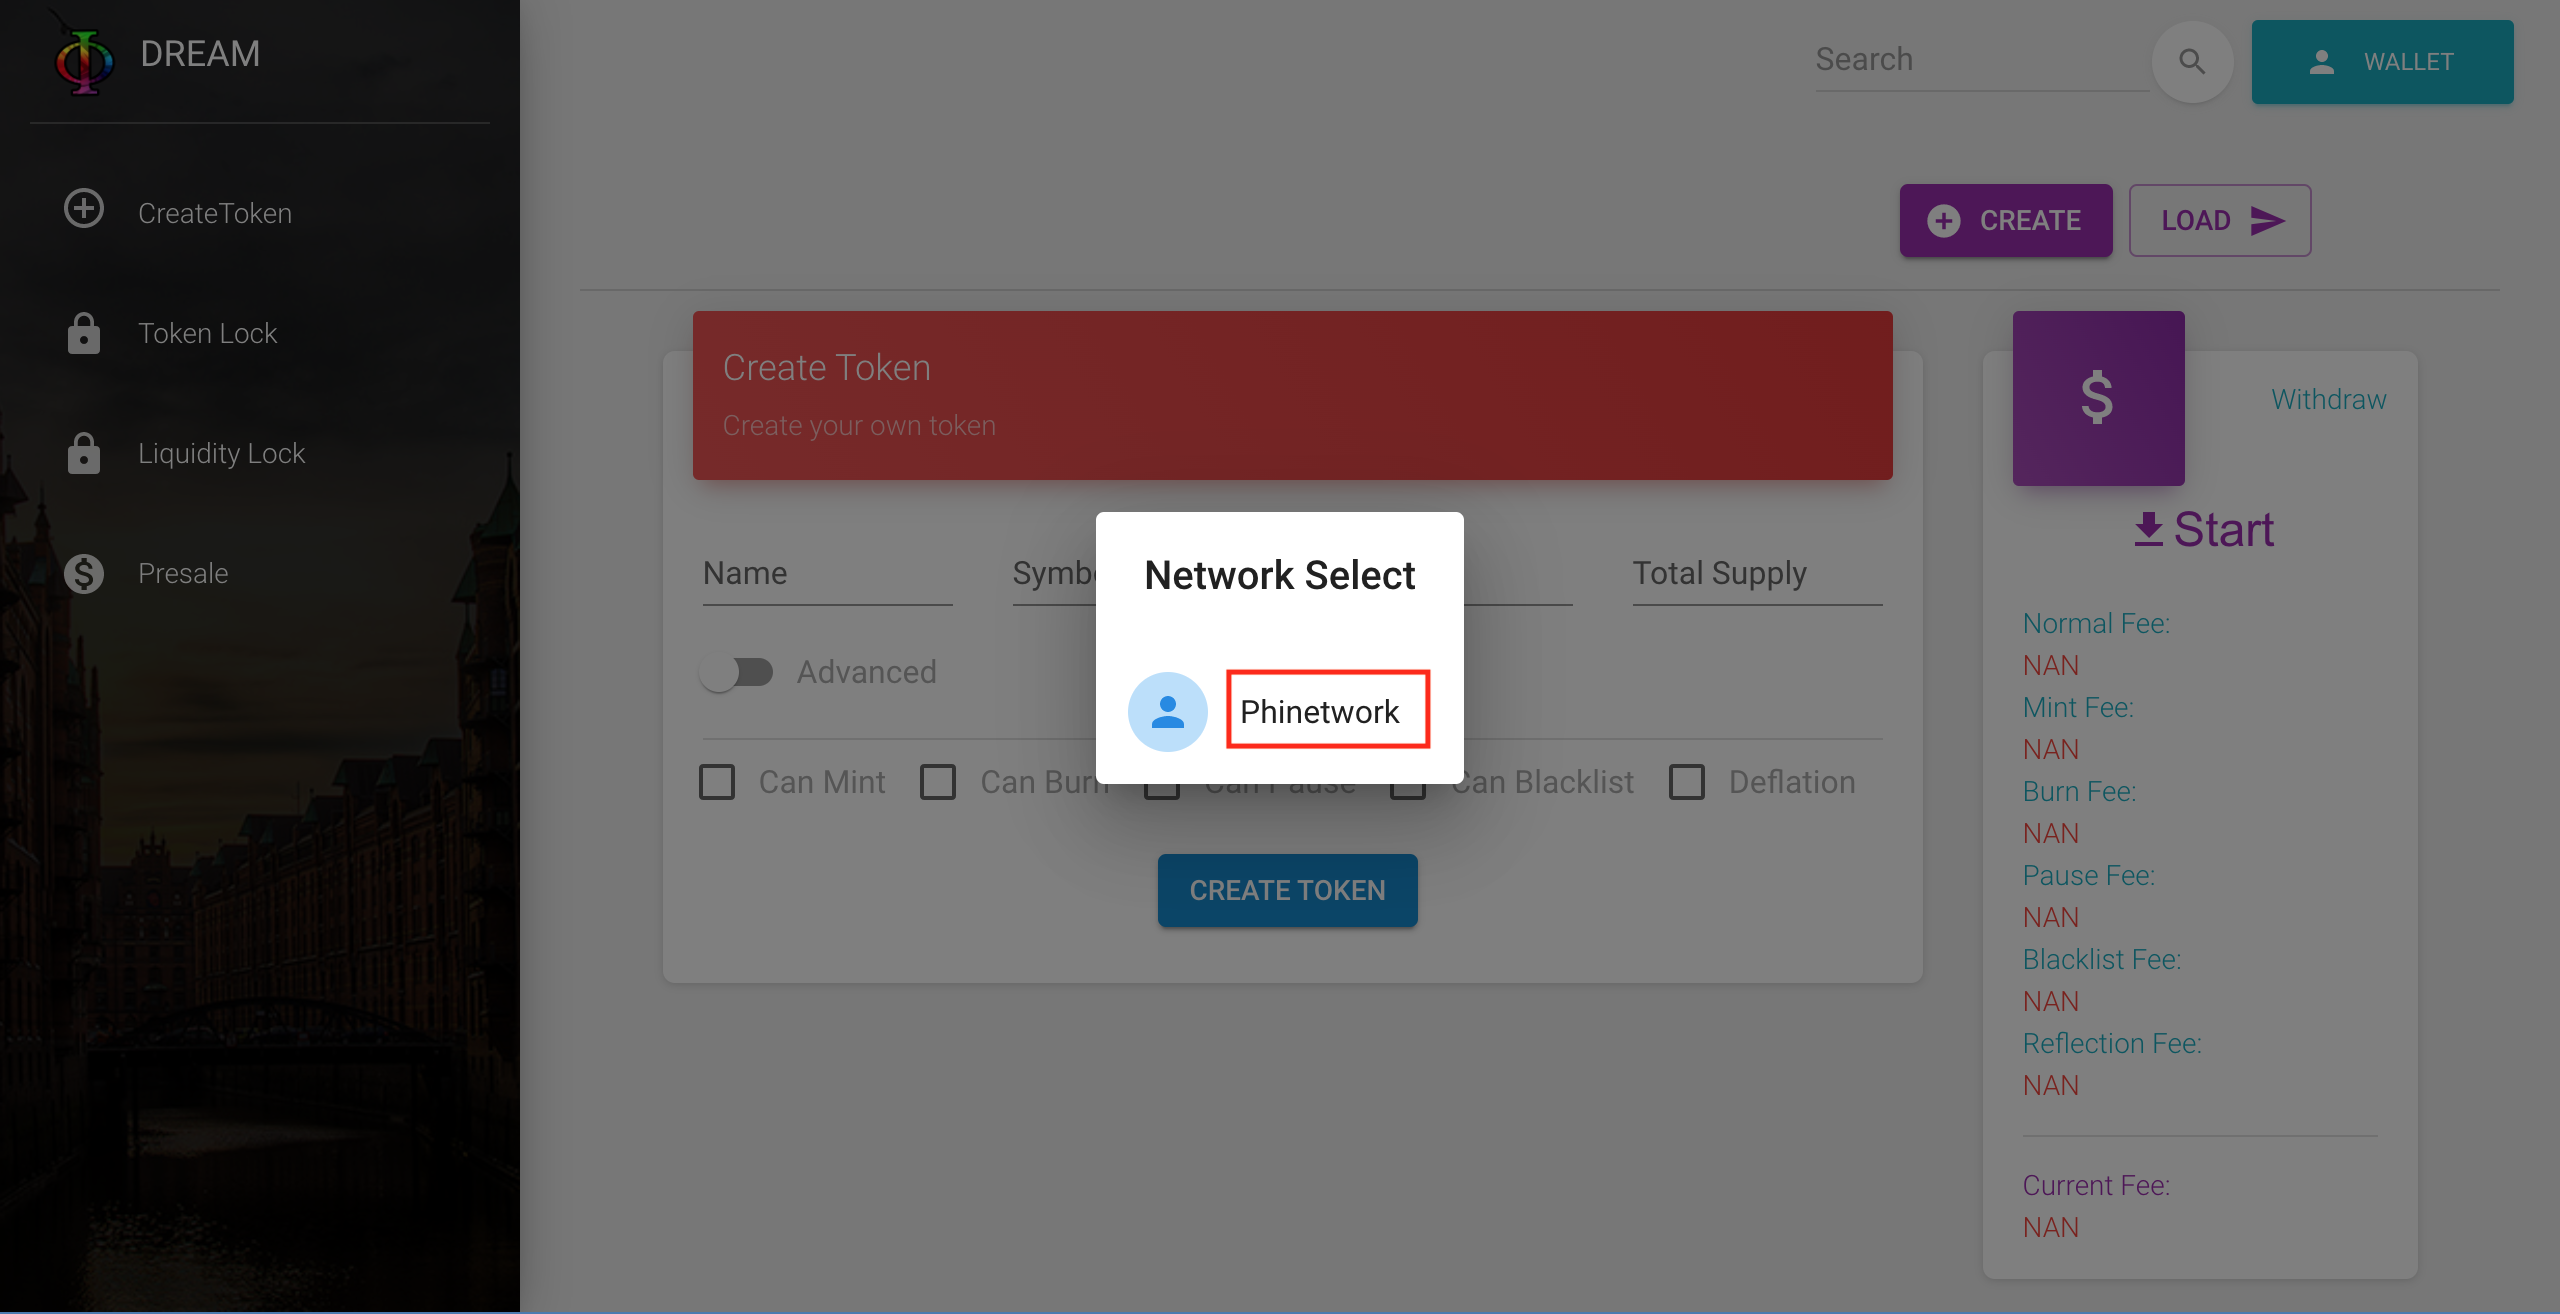 DREAM
CreateToken
Token Lock
Liquidity Lock
Presale
Search
WALLET
CREATE
LOAD
Create Token
Create your own token
Name
Total Supply
Advanced
Can Mint
Can Burn
Can Pause
Can Blacklist
Deflation
CREATE TOKEN
Network Select
Phinetwork
$
Withdraw
Start
Normal Fee:
NAN
Mint Fee:
NAN
Burn Fee:
NAN
Pause Fee:
NAN
Blacklist Fee:
NAN
Reflection Fee:
NAN
Current Fee:
NAN